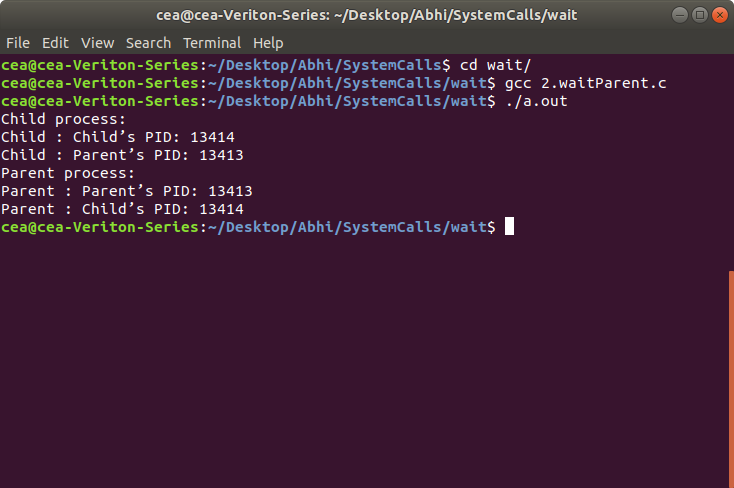 cea@cea-Veriton-Series: ~/Desktop/Abhi/SystemCalls/wait
File Edit View Search Terminal Help
cea@cea-Veriton-Series:~/Desktop/Abhi/SystemCalls$ cd wait/
cea@cea-Veriton-Series:~/Desktop/Abhi/SystemCalls/wait$ gcc 2.waitParent.c
cea@cea-Veriton-Series:~/Desktop/Abhi/SystemCalls/wait$ ./a.out
Child process:
Child : Child’s PID: 13414
Child : Parent’s PID: 13413
Parent process:
Parent : Parent’s PID: 13413
Parent : Child’s PID: 13414
cea@cea-Veriton-Series:~/Desktop/Abhi/SystemCalls/wait$